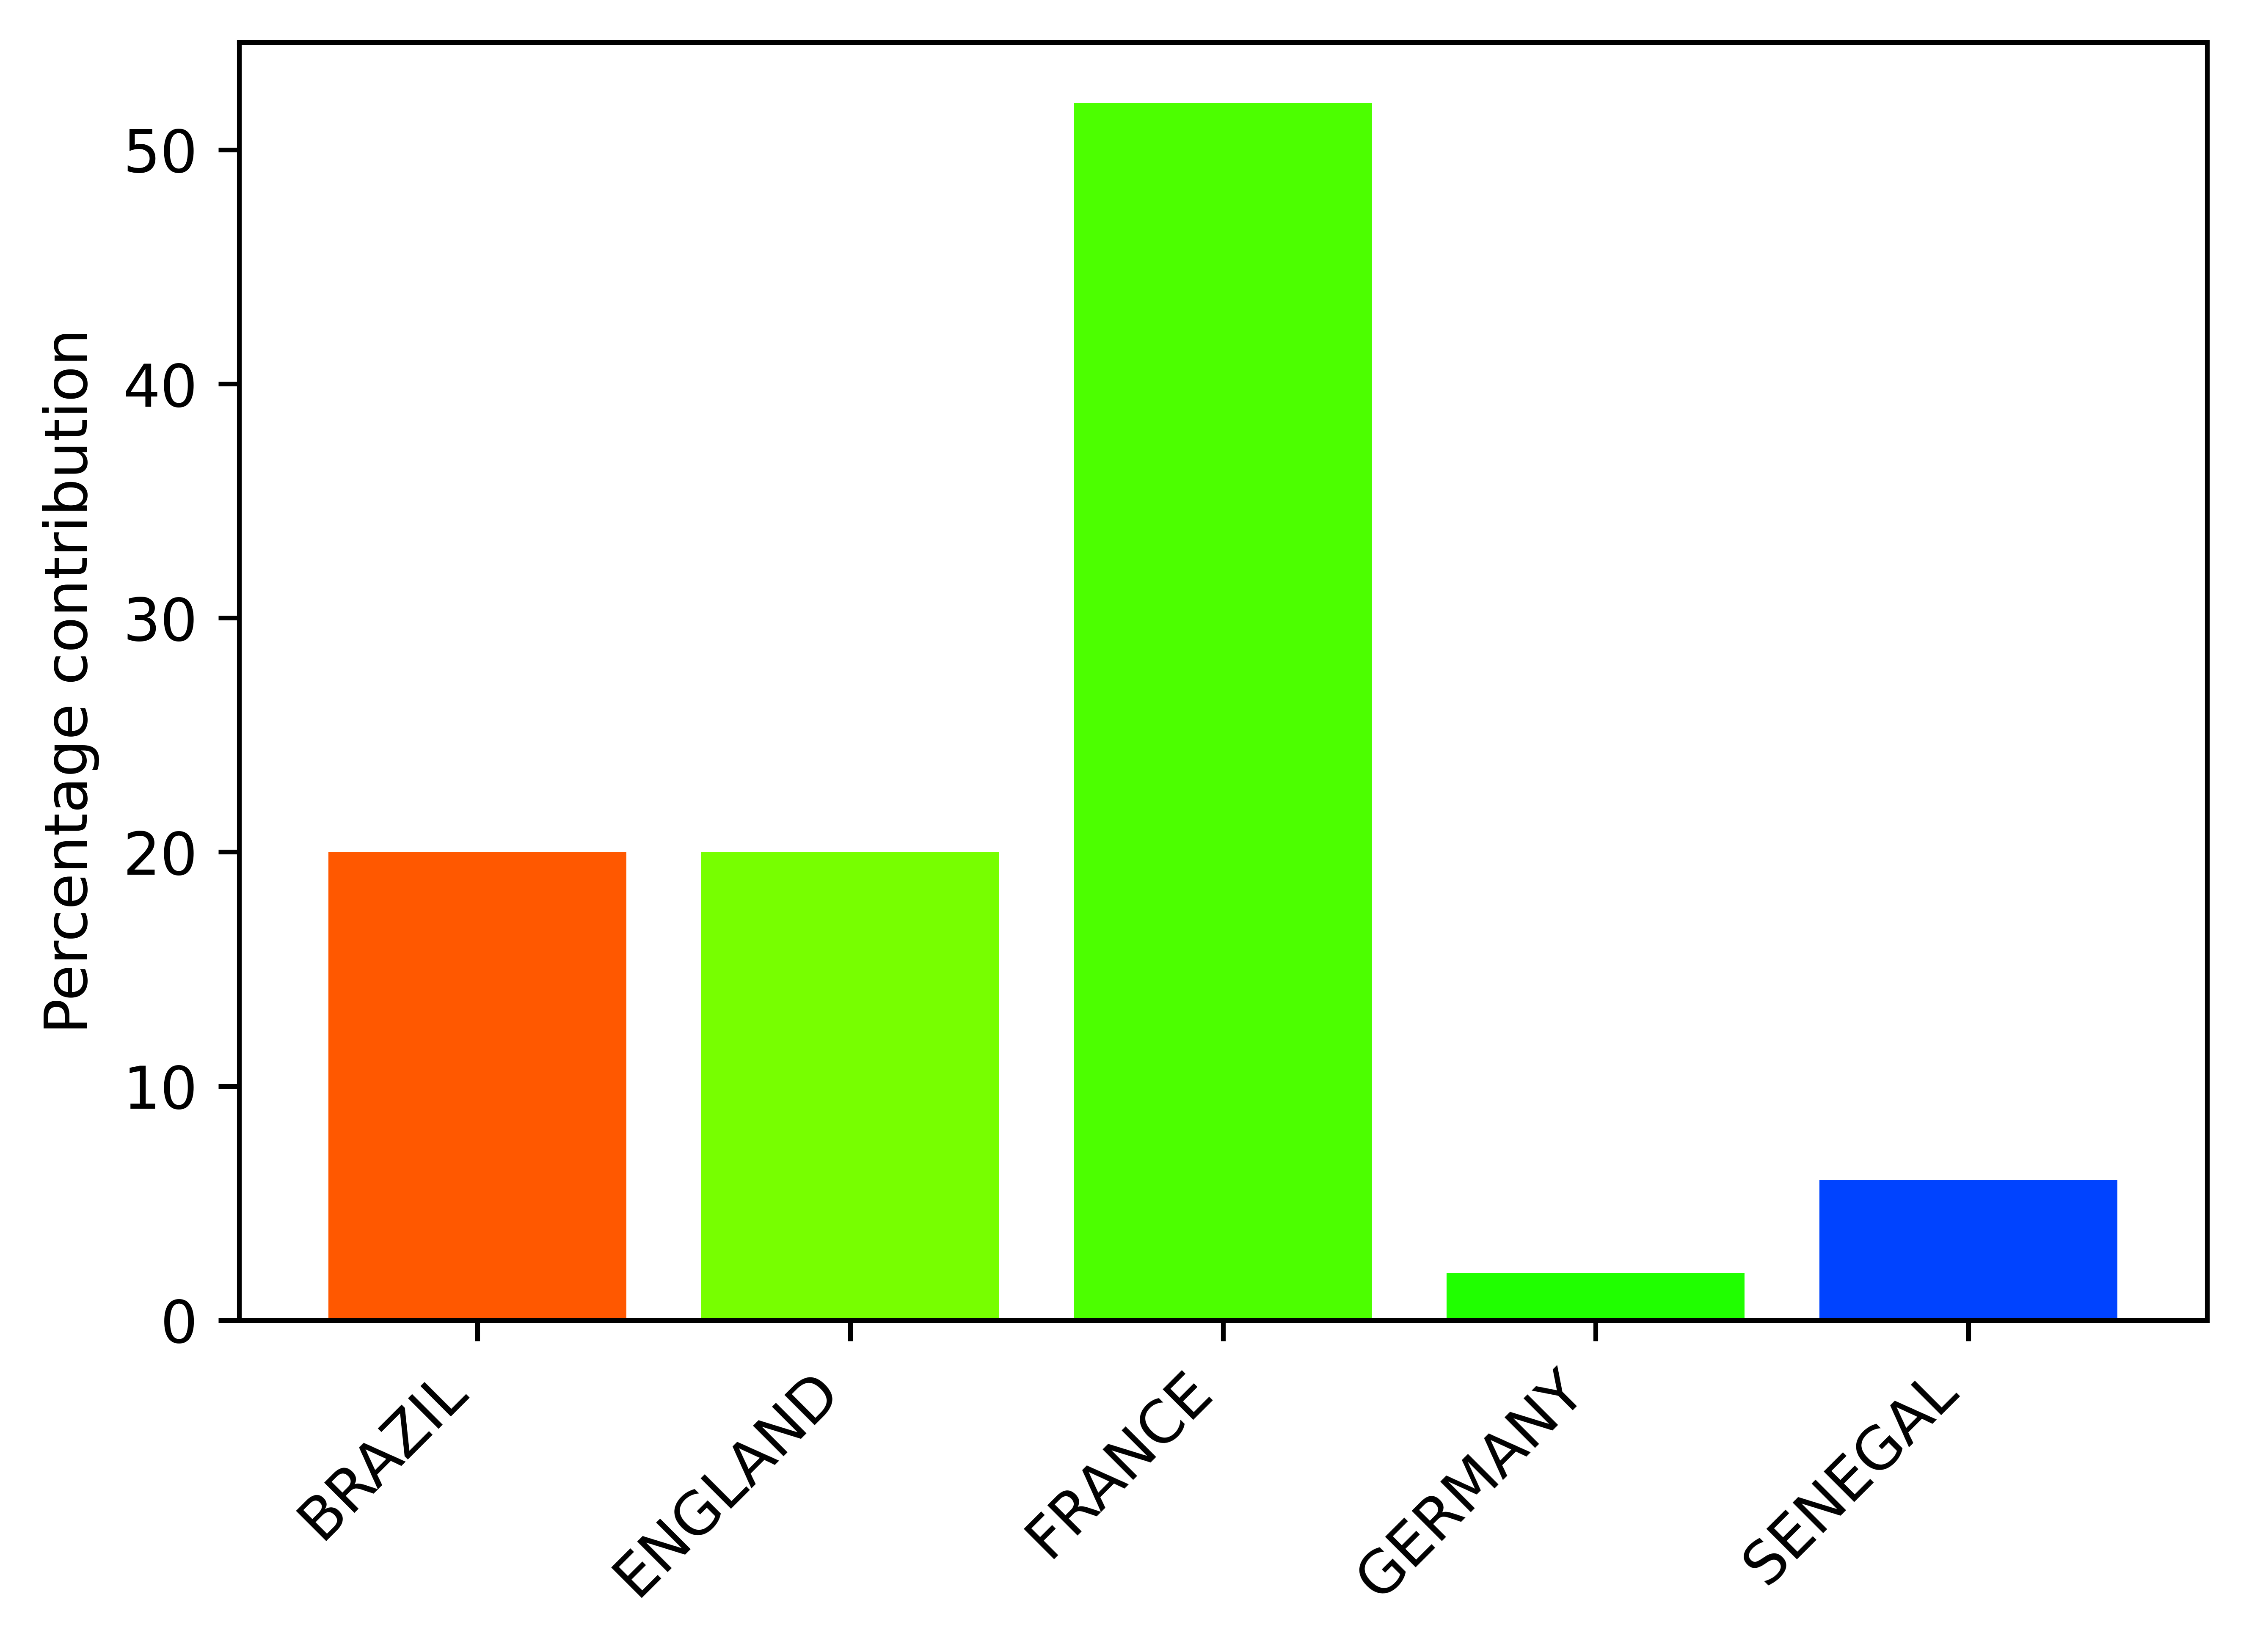 Percentage contribution
50
40
30
20
10
0
BRAZIL
ENGLAND
FRANCE
GERMANY
SENEGAL